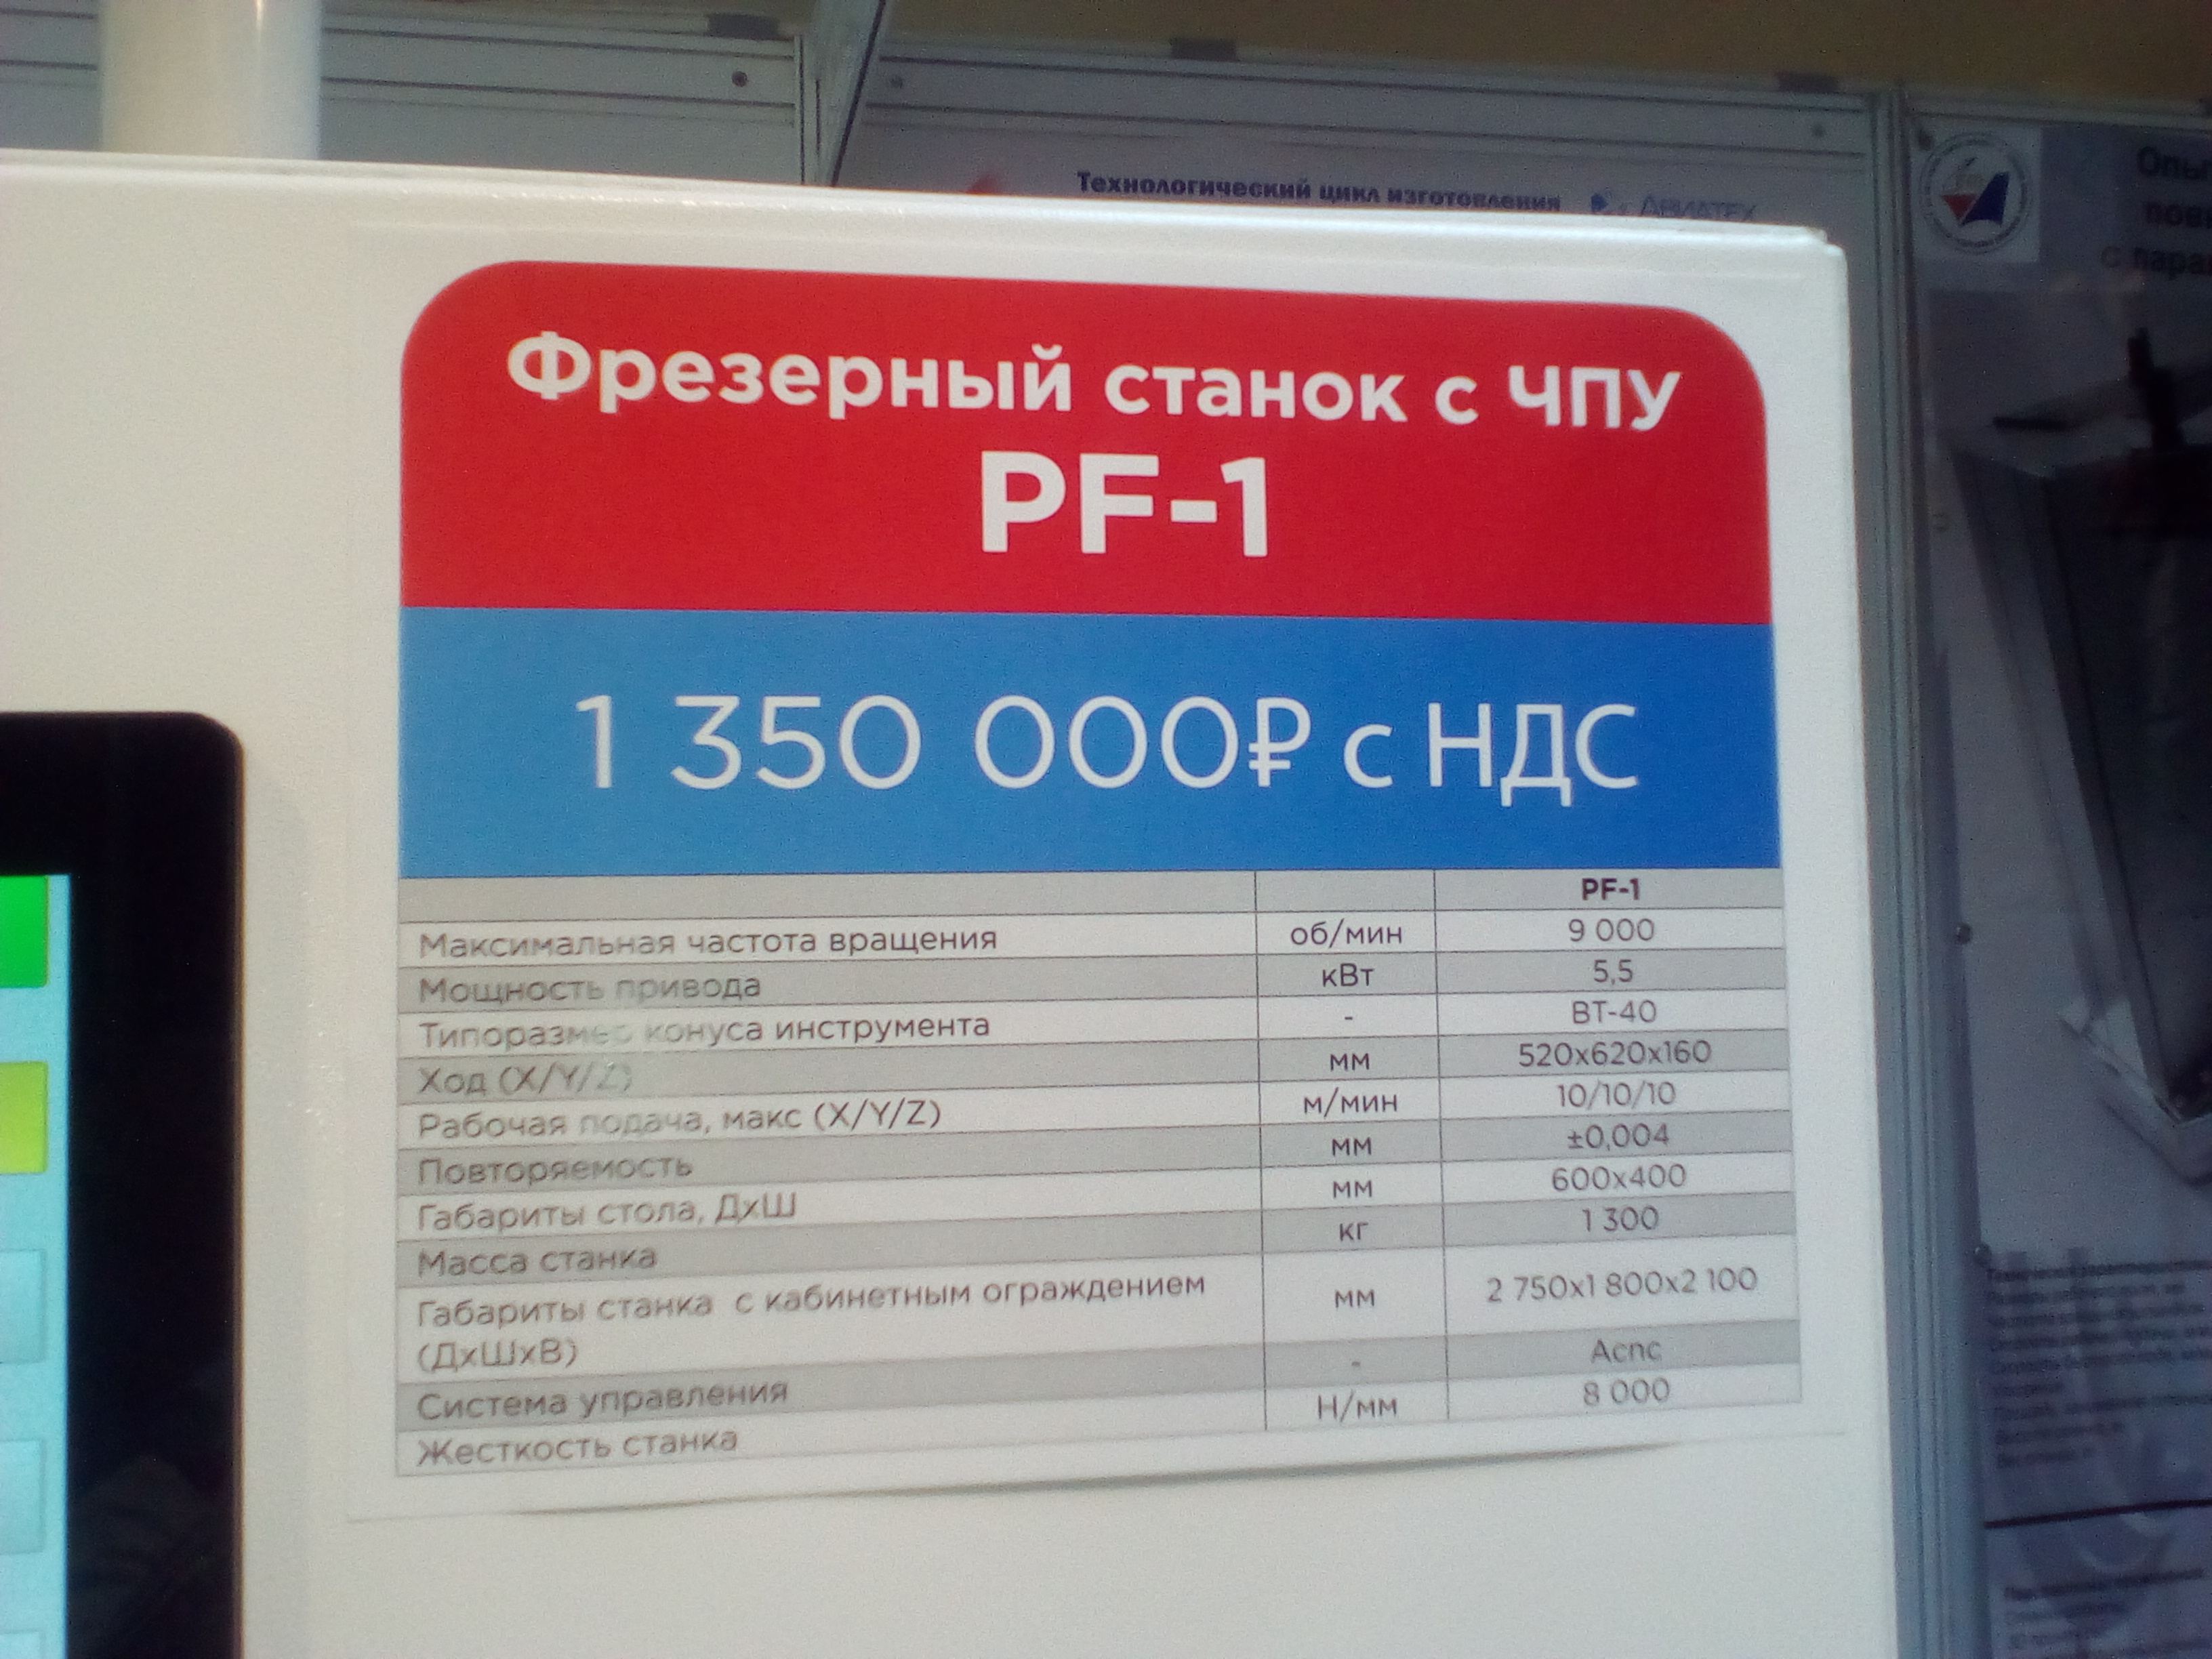 Технологический цикл изготовления
АВИАТЕХ
Фрезерный станок с ЧПУ
PF-1
1 350 000₽ с НДС
PF-1
Максимальная частота вращения об/мин 9 000
Мощность привода кВт 5,5
Типоразмер конуса инструмента - BT-40
Ход (X/Y/Z) мм 520x620x160
Рабочая подача, макс (X/Y/Z) м/мин 10/10/10
Повторяемость мм ±0,004
Габариты стола, ДхШ мм 600x400
Масса станка кг 1 300
Габариты станка с кабинетным ограждением
(ДхШхВ) мм 2 750x1 800x2 100
Система управления - Аспс
Жесткость станка Н/мм 8 000